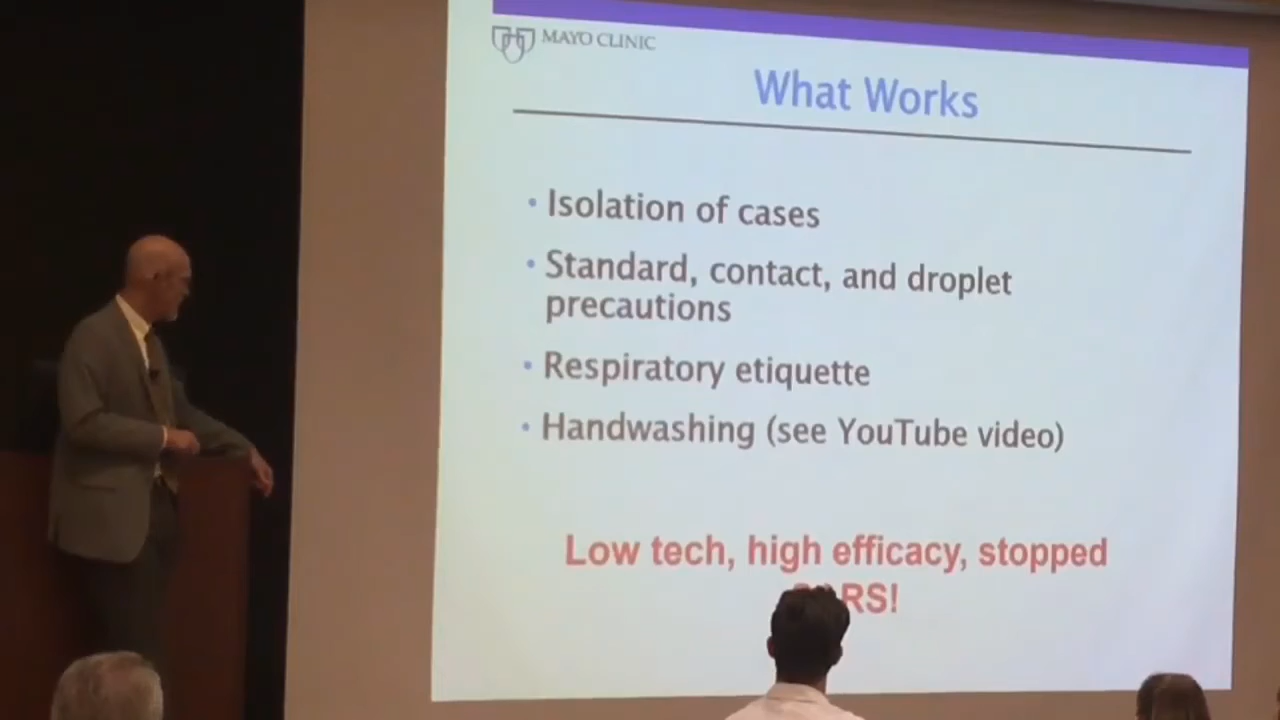 MAYO CLINIC
What Works
• Isolation of cases
• Standard, contact, and droplet
precautions
• Respiratory etiquette
• Handwashing (see YouTube video)
Low tech, high efficacy, stopped